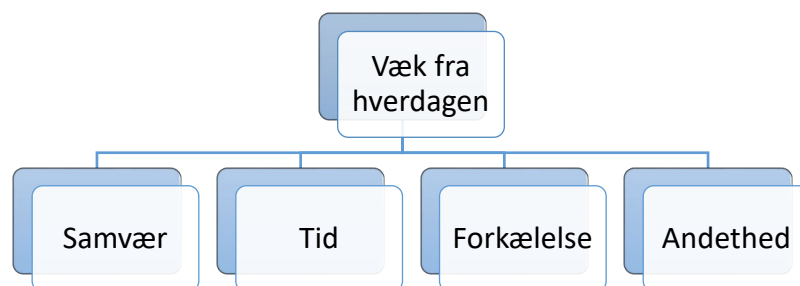 Væk fra
hverdagen
Samvær
Tid
Forkælelse
Andethed